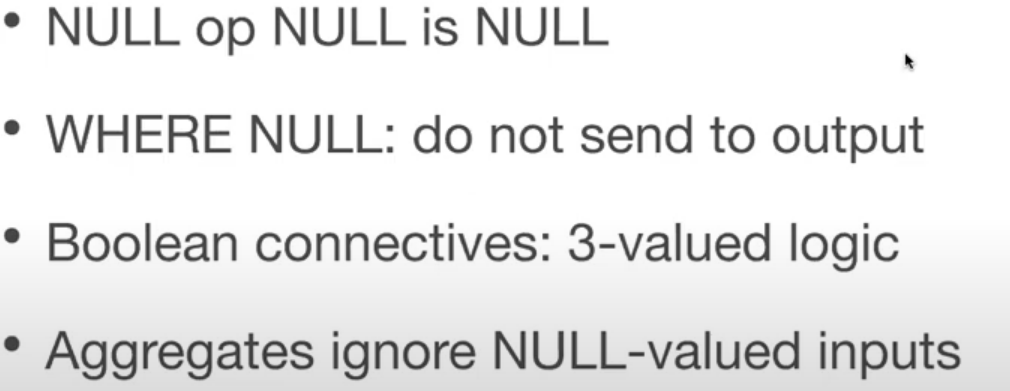 • NULL op NULL is NULL
• WHERE NULL: do not send to output
• Boolean connectives: 3-valued logic
• Aggregates ignore NULL-valued inputs